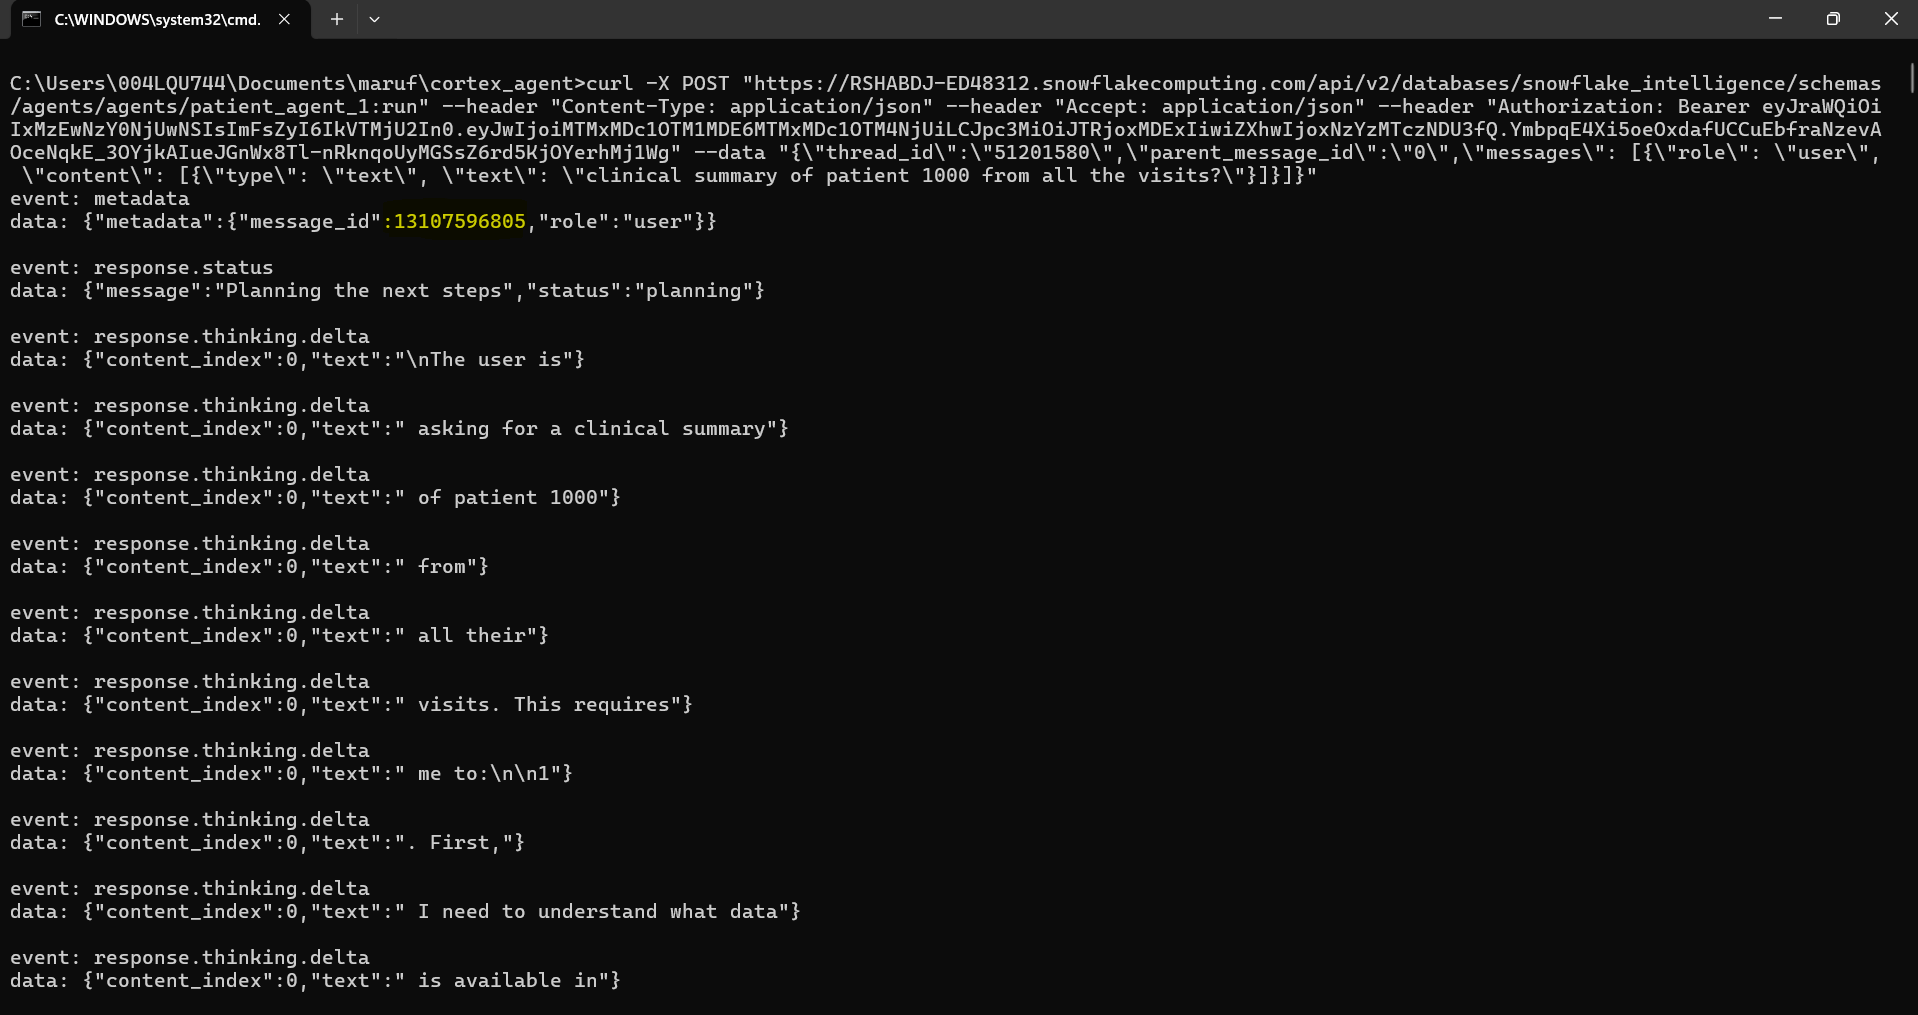 C:\WINDOWS\system32\cmd.
C:\Users\004LQU744\Documents\maruf\cortex_agent>curl -X POST "https://RSHABDJ-ED48312.snowflakecomputing.com/api/v2/databases/snowflake_intelligence/schemas
/agents/agents/patient_agent_1:run" --header "Content-Type: application/json" --header "Accept: application/json" --header "Authorization: Bearer eyJraWQiOi
IxMzEwNzY0NjUwNSIsImFsZyI6IkVTMjU2In0.eyJwIjoiMTMxMDc1OTM1MDE6MTMxMDc1OTM4NjUiLCJpc3MiOiJTRjoxMDExIiwiZXhwIjoxNzYzMTczNDU3fQ.YmbpqE4Xi5oeOxdafUCCuEbfraNzevA
OceNqkE_3OYjkAIueJGnWx8Tl-nRknqoUyMGSsZ6rd5KjOYerhMj1Wg" --data "{\"thread_id\":\"51201580\",\"parent_message_id\":\"0\",\"messages\": [{\"role\": \"user\",
\"content\": [{\"type\": \"text\", \"text\": \"clinical summary of patient 1000 from all the visits?\"}]}]}"
event: metadata
data: {"metadata":{"message_id":13107596805,"role":"user"}}
event: response.status
data: {"message":"Planning the next steps","status":"planning"}
event: response.thinking.delta
data: {"content_index":0,"text":"\nThe user is"}
event: response.thinking.delta
data: {"content_index":0,"text":" asking for a clinical summary"}
event: response.thinking.delta
data: {"content_index":0,"text":" of patient 1000"}
event: response.thinking.delta
data: {"content_index":0,"text":" from"}
event: response.thinking.delta
data: {"content_index":0,"text":" all their"}
event: response.thinking.delta
data: {"content_index":0,"text":" visits. This requires"}
event: response.thinking.delta
data: {"content_index":0,"text":" me to:\n\n1"}
event: response.thinking.delta
data: {"content_index":0,"text":". First,"}
event: response.thinking.delta
data: {"content_index":0,"text":" I need to understand what data"}
event: response.thinking.delta
data: {"content_index":0,"text":" is available in"}